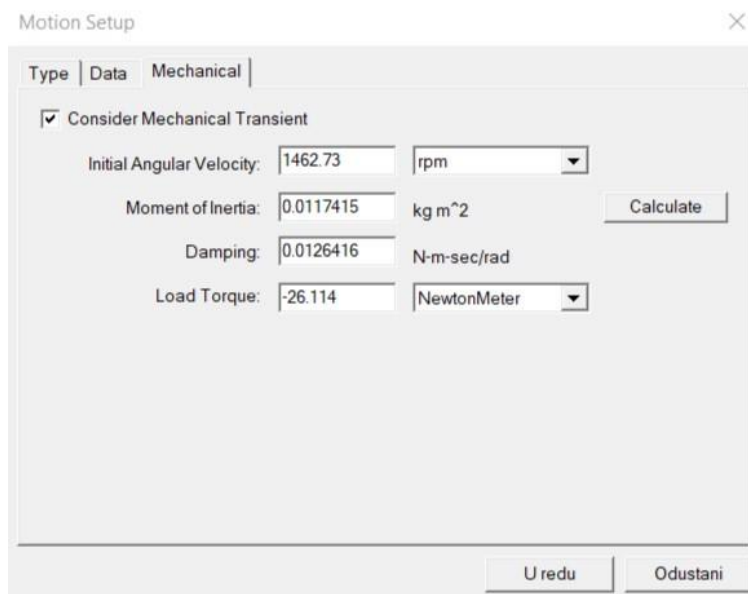 Motion Setup
Type Data Mechanical
Consider Mechanical Transient
Initial Angular Velocity: 1462.73 rpm
Moment of Inertia: 0.0117415 kg m^2 Calculate
Damping: 0.0126416 N-m-sec/rad
Load Torque: -26.114 NewtonMeter
U redu Odustani